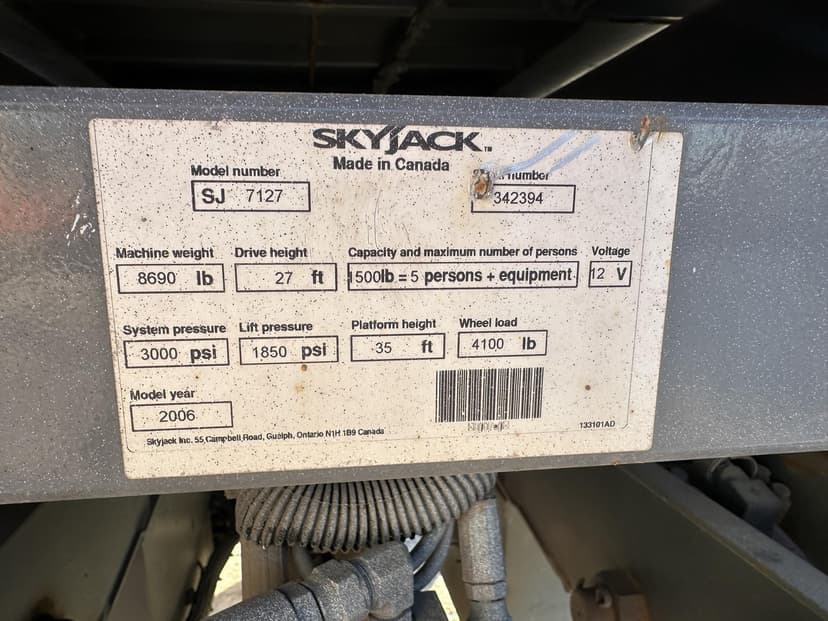 SKYJACK™
Made in Canada
Model number
SJ 7127
number
342394
Machine weight Drive height Capacity and maximum number of persons Voltage
8690 lb 27 ft 1500lb = 5 persons + equipment 12 V
System pressure Lift pressure Platform height Wheel load
3000 psi 1850 psi 35 ft 4100 lb
Model year
2006
133101AD
Skyjack Inc. 55 Campbell Road, Guelph, Ontario N1H 1B9 Canada